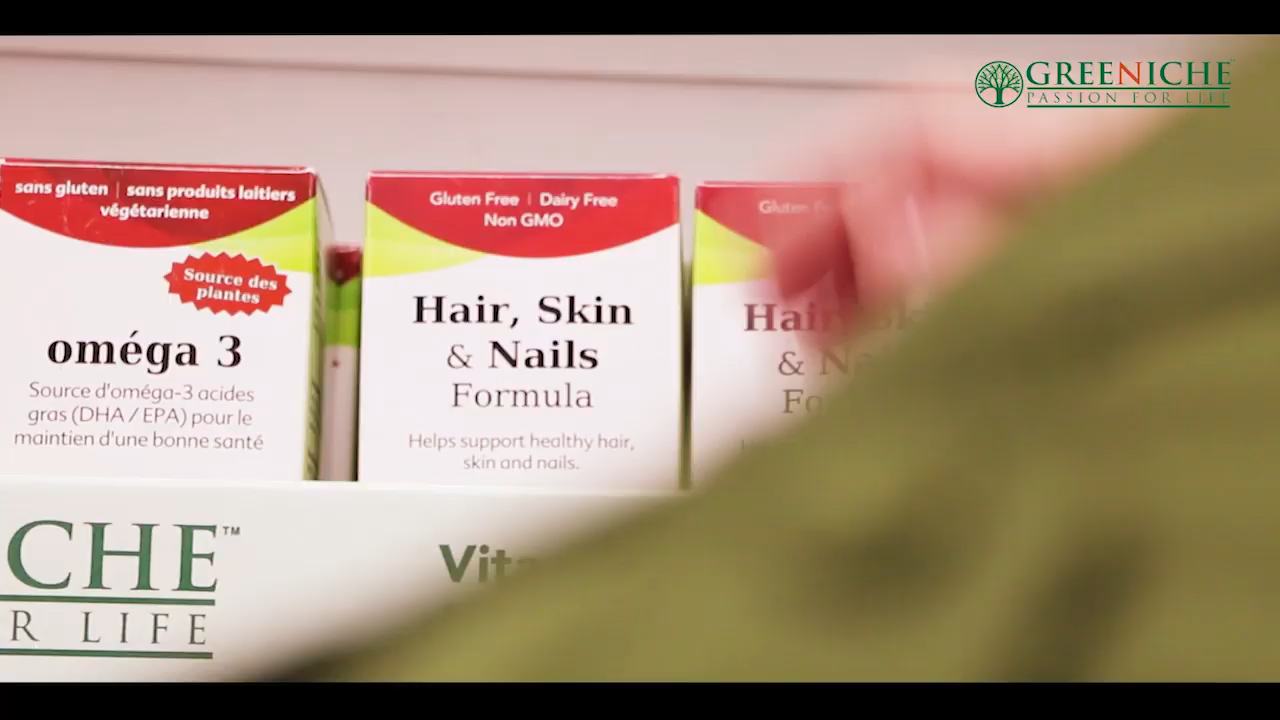 GREENICHE
PASSION FOR LIFE
sans gluten | sans produits laitiers
végétarienne
Source des
plantes
oméga 3
Source d'oméga-3 acides
gras (DHA / EPA) pour le
maintien d'une bonne santé
Gluten Free | Dairy Free
Non GMO
Hair, Skin
& Nails
Formula
Helps support healthy hair,
skin and nails.
Gluten
Hair,
&
CHE™
R LIFE